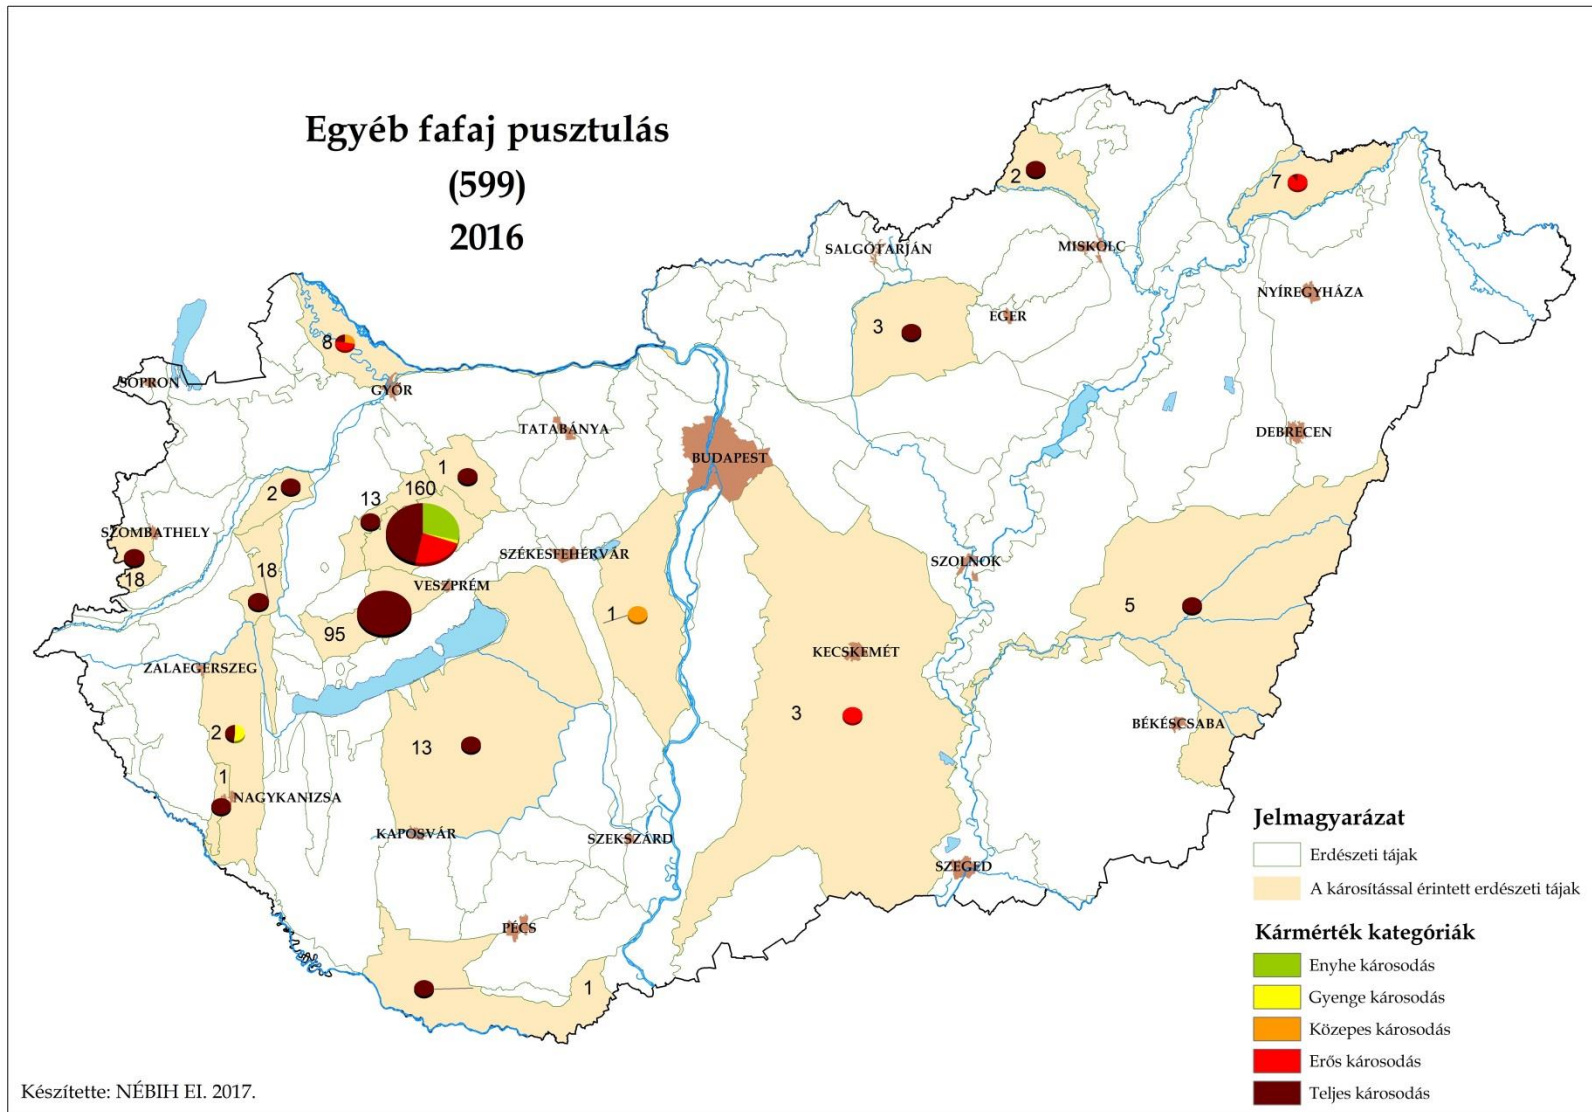 Egyéb fafaj pusztulás
(599)
2016
2
7
SALGÓTARJÁN
MISKOLC
NYÍREGYHÁZA
EGER
3
8
SOPRON
GYŐR
TATABÁNYA
BUDAPEST
DEBRECEN
1
160
13
2
SZOMBATHELY
18
18
SZÉKESFEHÉRVÁR
VESZPRÉM
SZOLNOK
95
1
5
ZALAEGERSZEG
KECSKEMÉT
2
13
3
BÉKÉSCSABA
1
NAGYKANIZSA
KAPOSVÁR
SZEKSZÁRD
SZEGED
PÉCS
1
Jelmagyarázat
Erdészeti tájak
A károsítással érintett erdészeti tájak
Kármérték kategóriák
Enyhe károsodás
Gyenge károsodás
Közepes károsodás
Erős károsodás
Teljes károsodás
Készítette: NÉBIH EI. 2017.